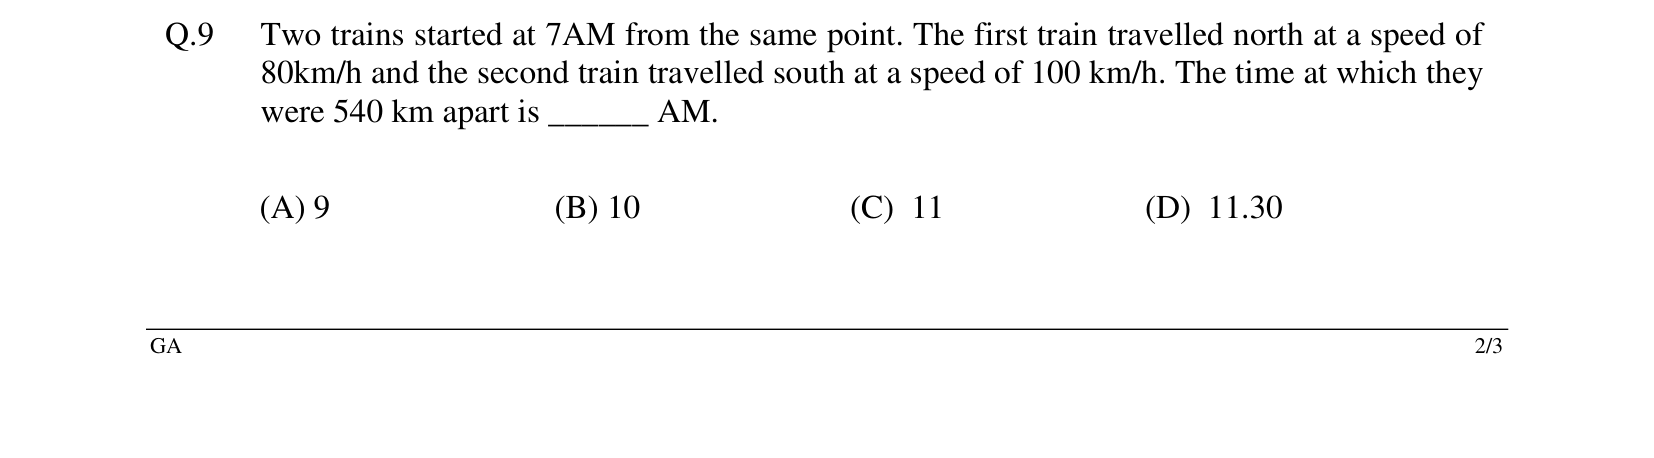 Q.9 Two trains started at 7AM from the same point. The first train travelled north at a speed of
80km/h and the second train travelled south at a speed of 100 km/h. The time at which they
were 540 km apart is ______ AM.
(A) 9 (B) 10 (C) 11 (D) 11.30
GA 2/3